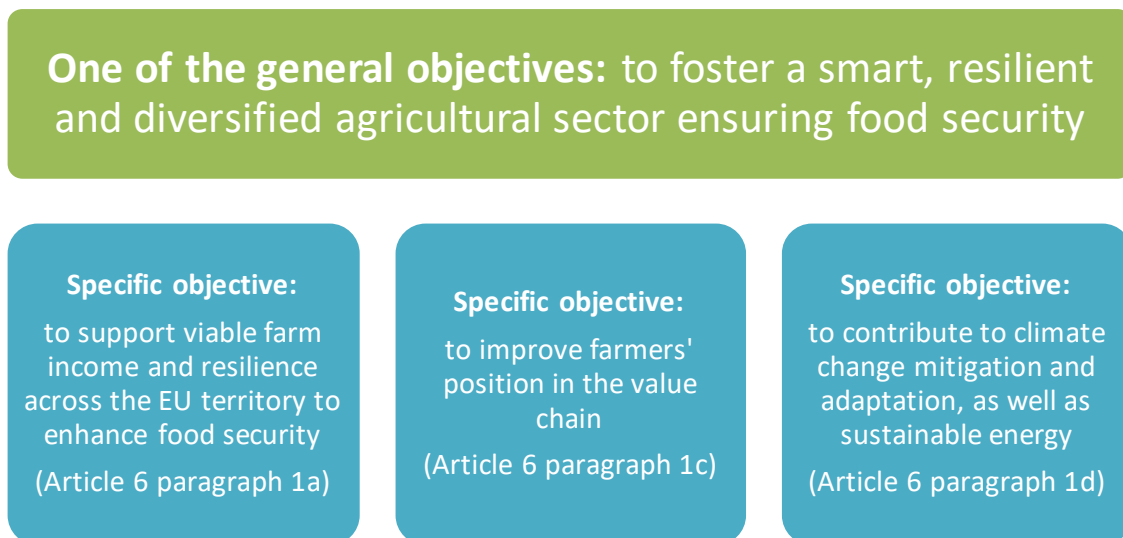 One of the general objectives: to foster a smart, resilient
and diversified agricultural sector ensuring food security
Specific objective:
to support viable farm
income and resilience
across the EU territory to
enhance food security
(Article 6 paragraph 1a)
Specific objective:
to improve farmers'
position in the value
chain
(Article 6 paragraph 1c)
Specific objective:
to contribute to climate
change mitigation and
adaptation, as well as
sustainable energy
(Article 6 paragraph 1d)